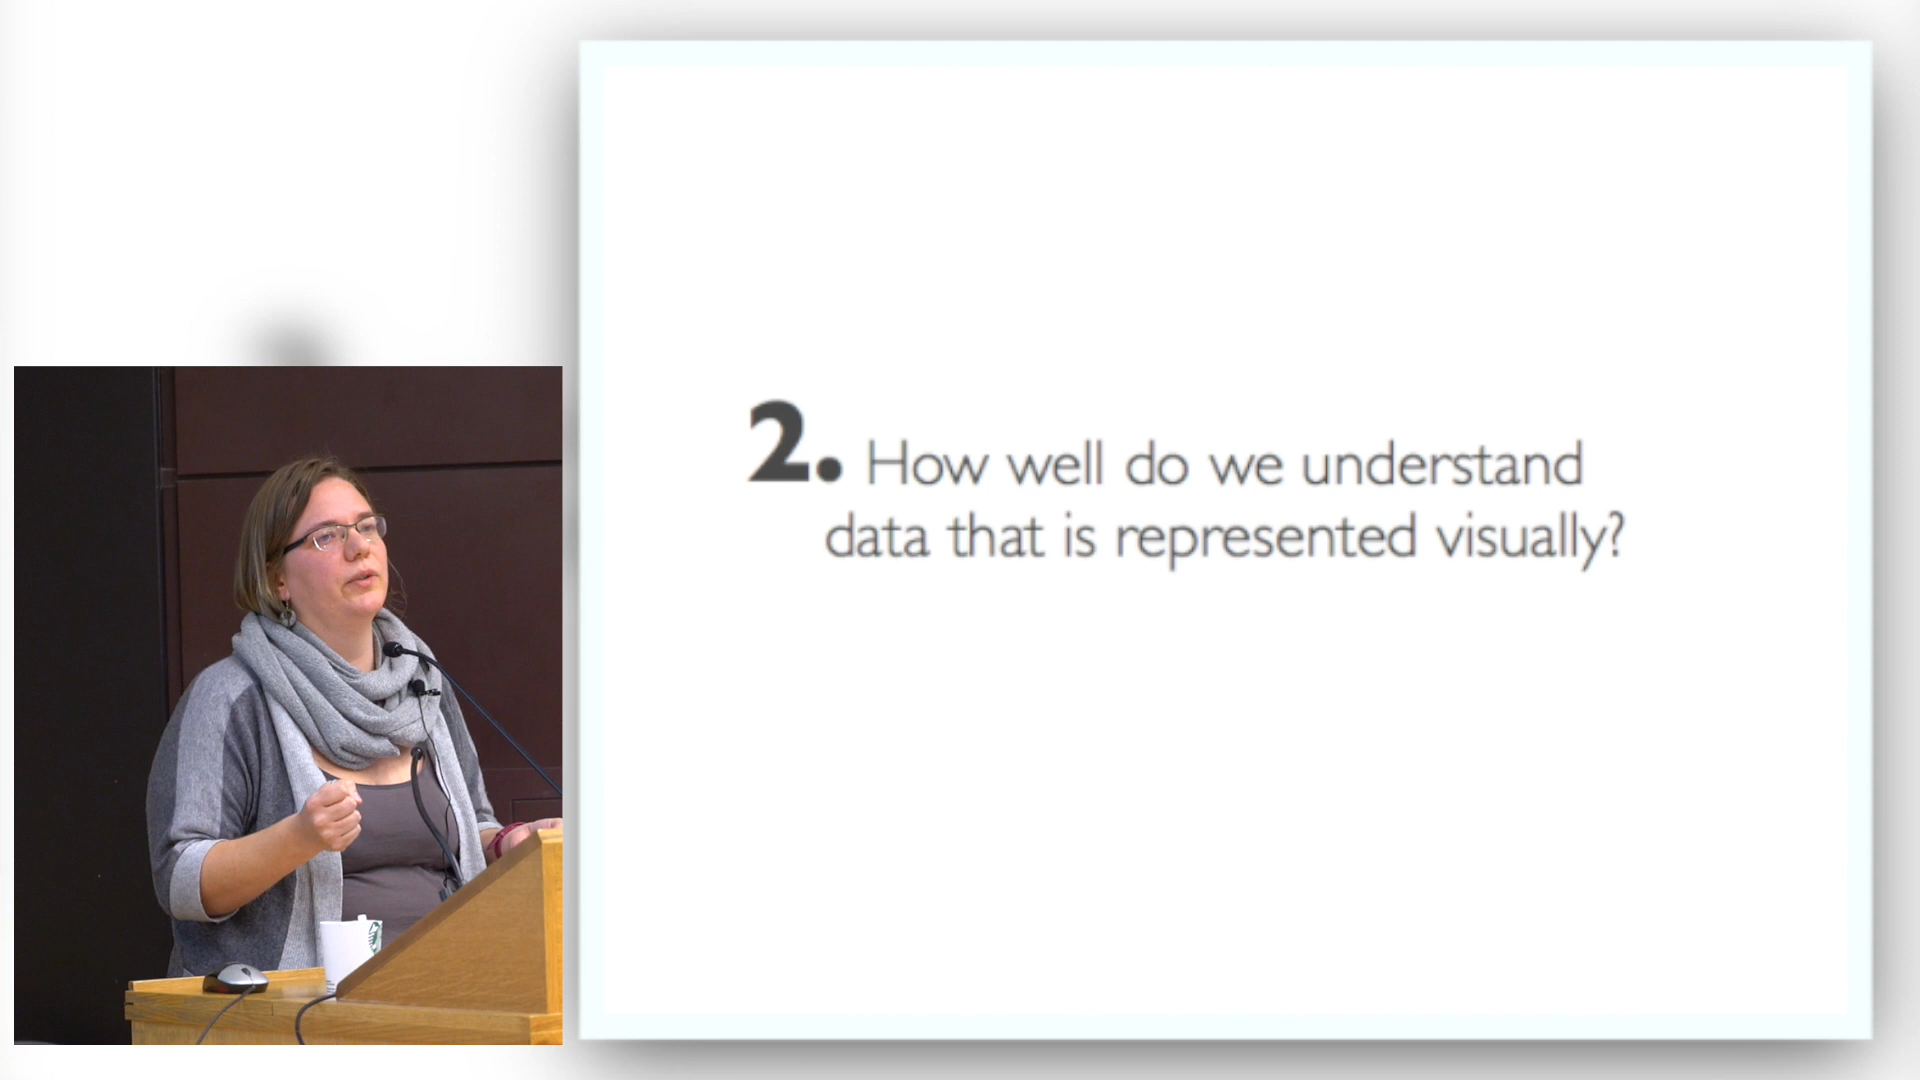 2. How well do we understand
data that is represented visually?